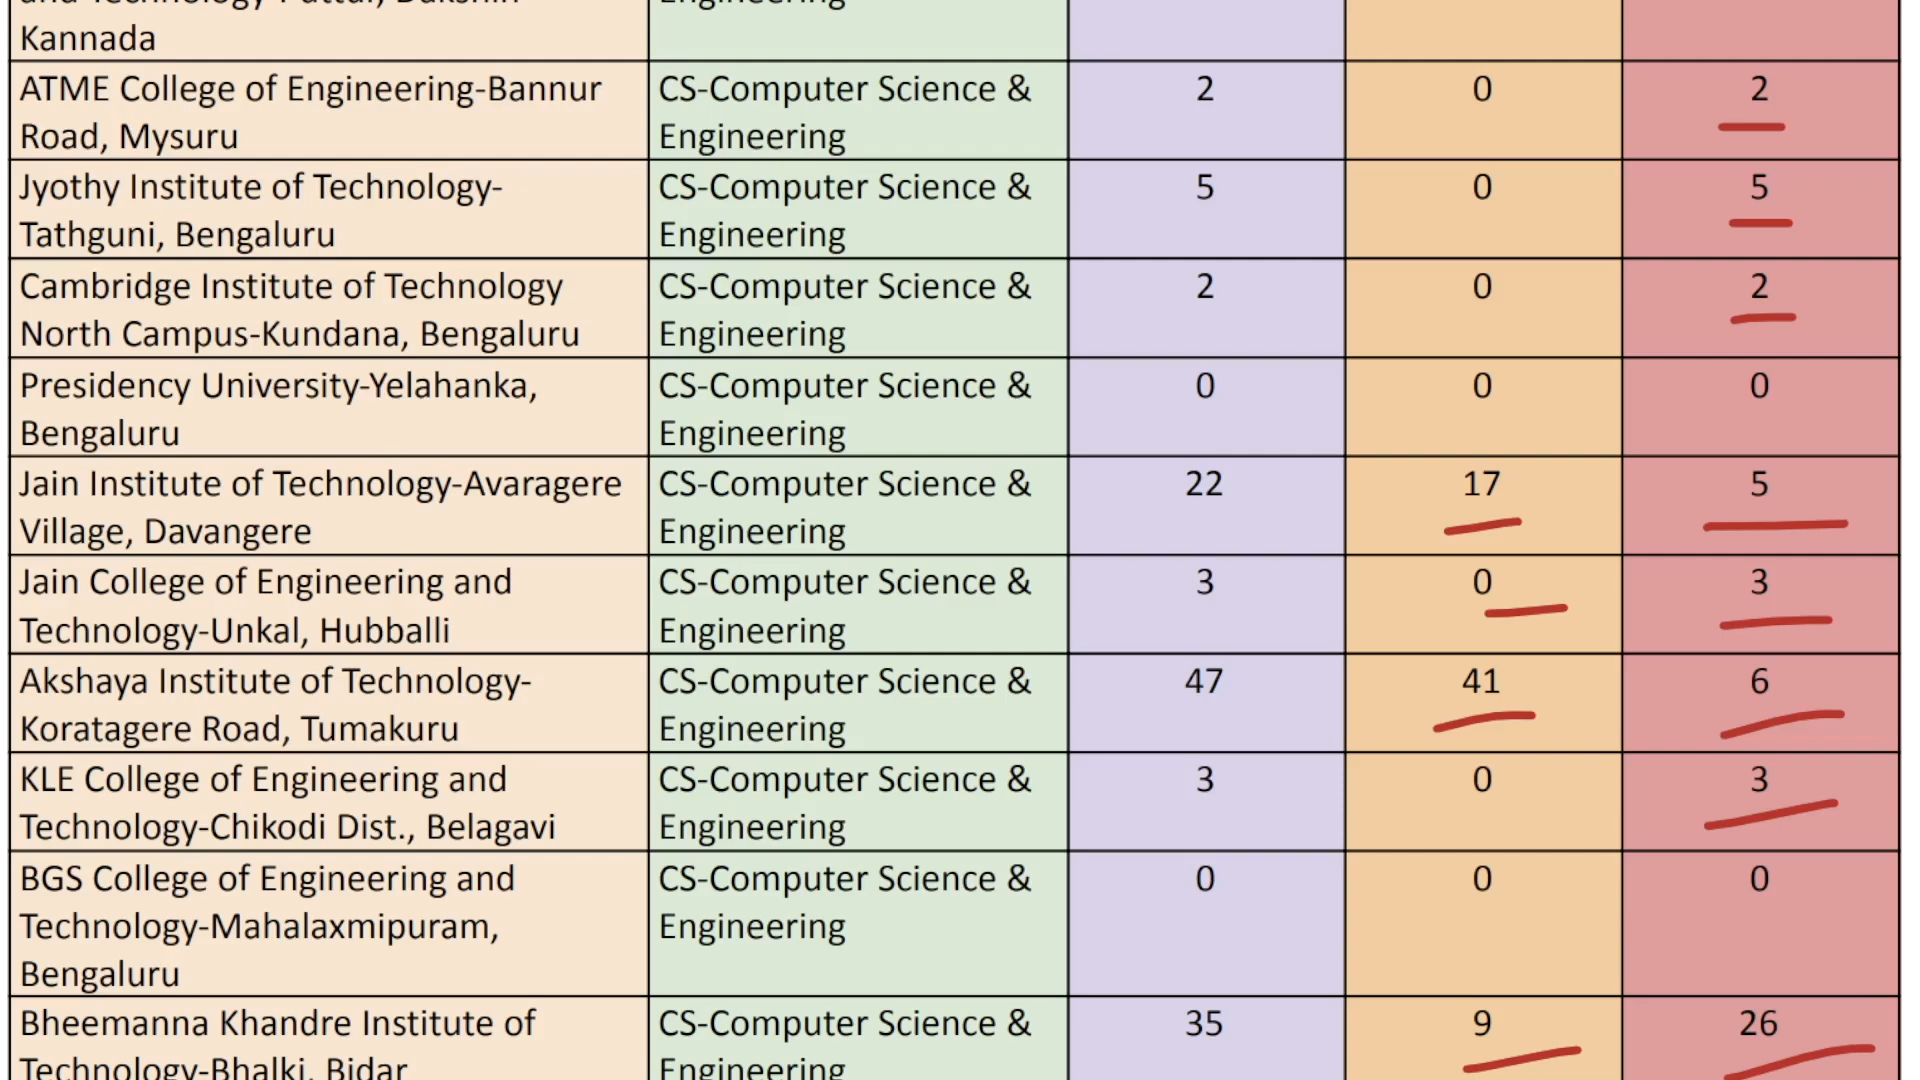 Kannada
ATME College of Engineering-Bannur
Road, Mysuru
CS-Computer Science &
Engineering
2
0
2
Jyothy Institute of Technology-
Tathguni, Bengaluru
CS-Computer Science &
Engineering
5
0
5
Cambridge Institute of Technology
North Campus-Kundana, Bengaluru
CS-Computer Science &
Engineering
2
0
2
Presidency University-Yelahanka,
Bengaluru
CS-Computer Science &
Engineering
0
0
0
Jain Institute of Technology-Avaragere
Village, Davangere
CS-Computer Science &
Engineering
22
17
5
Jain College of Engineering and
Technology-Unkal, Hubballi
CS-Computer Science &
Engineering
3
0
3
Akshaya Institute of Technology-
Koratagere Road, Tumakuru
CS-Computer Science &
Engineering
47
41
6
KLE College of Engineering and
Technology-Chikodi Dist., Belagavi
CS-Computer Science &
Engineering
3
0
3
BGS College of Engineering and
Technology-Mahalaxmipuram,
Bengaluru
CS-Computer Science &
Engineering
0
0
0
Bheemanna Khandre Institute of
Technology-Bhalki, Bidar
CS-Computer Science &
Engineering
35
9
26